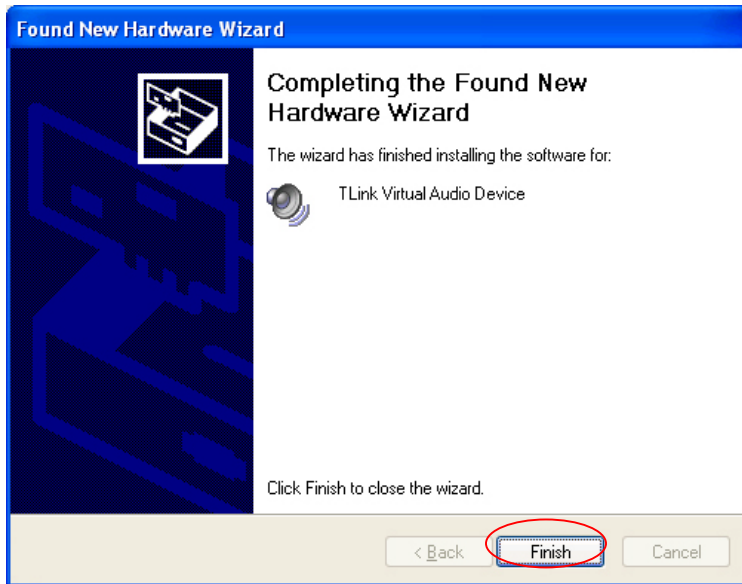 Found New Hardware Wizard
Completing the Found New
Hardware Wizard
The wizard has finished installing the software for:
TLink Virtual Audio Device
Click Finish to close the wizard.
< Back Finish Cancel